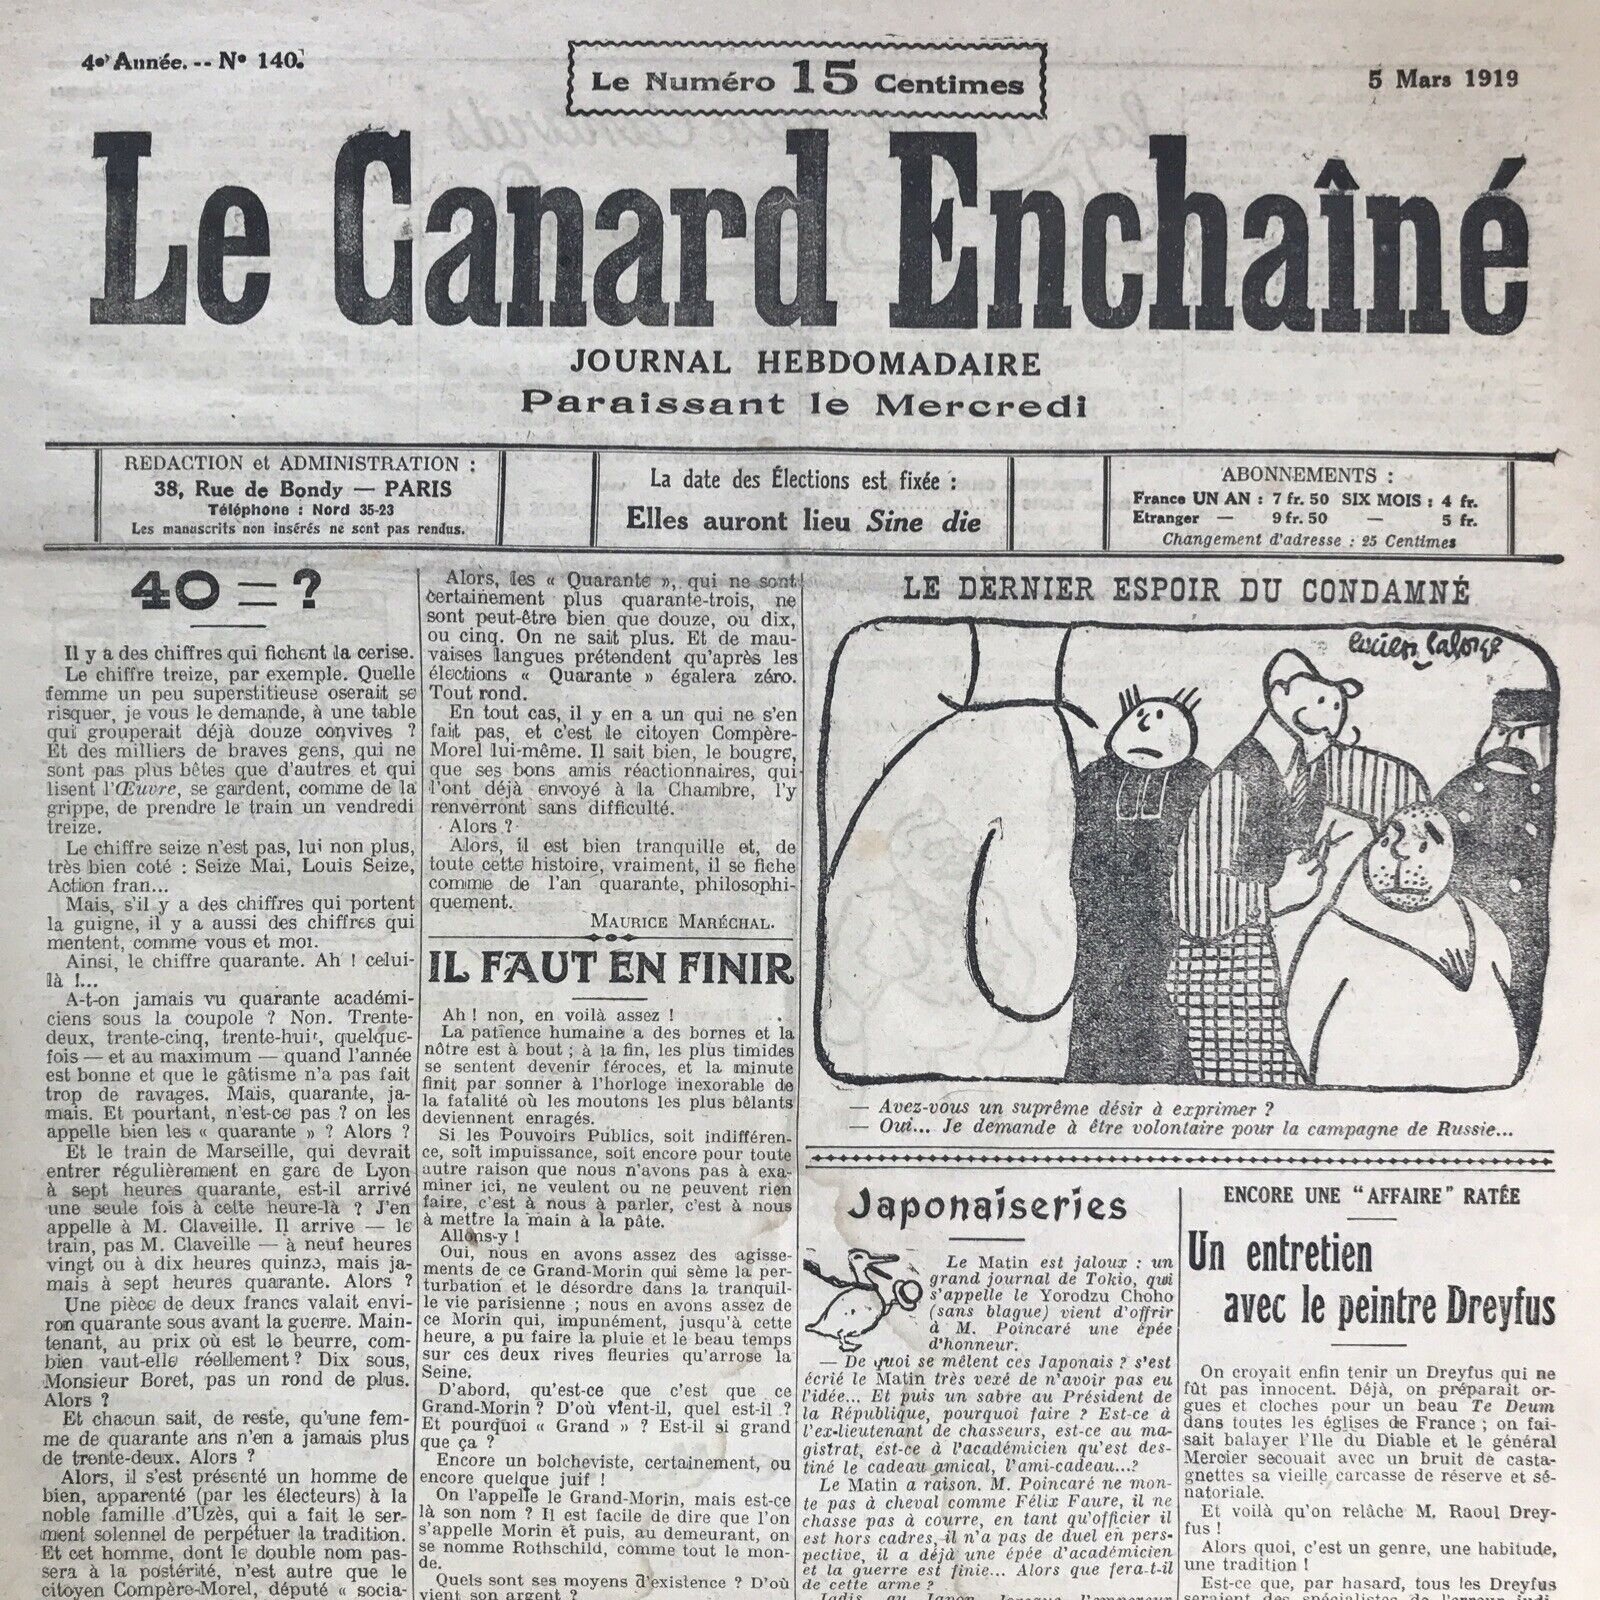 4e Année. -- N° 140.
Le Numéro 15 Centimes
5 Mars 1919
Le Canard Enchaîné
JOURNAL HEBDOMADAIRE
Paraissant le Mercredi
REDACTION et ADMINISTRATION :
38, Rue de Bondy — PARIS
Téléphone : Nord 35-23
Les manuscrits non insérés ne sont pas rendus.
La date des Élections est fixée :
Elles auront lieu Sine die
ABONNEMENTS :
France UN AN : 7 fr. 50 SIX MOIS : 4 fr.
Etranger — 9 fr. 50 — 5 fr.
Changement d'adresse : 25 Centimes
40 = ?
Il y a des chiffres qui fichent la cerise.
Le chiffre treize, par exemple. Quelle
femme un peu superstitieuse oserait se
risquer, je vous le demande, à une table
qui grouperait déjà douze convives ?
Et des milliers de braves gens, qui ne
sont pas plus bêtes que d'autres et qui
lisent l'Œuvre, se gardent, comme de la
grippe, de prendre le train un vendredi
treize.
Le chiffre seize n'est pas, lui non plus,
très bien coté : Seize Mai, Louis Seize,
Action fran...
Mais, s'il y a des chiffres qui portent
la guigne, il y a aussi des chiffres qui
mentent, comme vous et moi.
Ainsi, le chiffre quarante. Ah ! celui-
là !...
A-t-on jamais vu quarante académi-
ciens sous la coupole ? Non. Trente-
deux, trente-cinq, trente-huit, quelque-
fois — et au maximum — quand l'année
est bonne et que le gâtisme n'a pas fait
trop de ravages. Mais, quarante, ja-
mais. Et pourtant, n'est-ce pas ? on les
appelle bien les « quarante » ? Alors ?
Et le train de Marseille, qui devrait
entrer régulièrement en gare de Lyon
à sept heures quarante, est-il arrivé
une seule fois à cette heure-là ? J'en
appelle à M. Claveille. Il arrive — le
train, pas M. Claveille — à neuf heures
vingt ou à dix heures quinze, mais ja-
mais à sept heures quarante. Alors ?
Une pièce de deux francs valait envi-
ron quarante sous avant la guerre. Main-
tenant, au prix où est le beurre, com-
bien vaut-elle réellement ? Dix sous,
Monsieur Boret, pas un rond de plus.
Alors ?
Et chacun sait, de reste, qu'une fem-
me de quarante ans n'en a jamais plus
de trente-deux. Alors ?
Alors, il s'est présenté un homme de
bien, apparenté (par les électeurs) à la
noble famille d'Uzès, qui a fait le ser-
ment solennel de perpétuer la tradition.
Et cet homme, dont le double nom pas-
sera à la postérité, n'est autre que le
citoyen Compère-Morel, député « socia-
Alors, les « Quarante », qui ne sont
certainement plus quarante-trois, ne
sont peut-être bien que douze, ou dix,
ou cinq. On ne sait plus. Et de mau-
vaises langues prétendent qu'après les
élections « Quarante » égalera zéro.
Tout rond.
En tout cas, il y en a un qui ne s'en
fait pas, et c'est le citoyen Compère-
Morel lui-même. Il sait bien, le bougre,
que ses bons amis réactionnaires, qui
l'ont déjà envoyé à la Chambre, l'y
renverront sans difficulté.
Alors ?
Alors, il est bien tranquille et, de
toute cette histoire, vraiment, il se fiche
comme de l'an quarante, philosophi-
quement.
MAURICE MARÉCHAL.
IL FAUT EN FINIR
Ah ! non, en voilà assez !
La patience humaine a des bornes et la
nôtre est à bout ; à la fin, les plus timides
se sentent devenir féroces, et la minute
finit par sonner à l'horloge inexorable de
la fatalité où les moutons les plus bêlants
deviennent enragés.
Si les Pouvoirs Publics, soit indifféren-
ce, soit impuissance, soit encore pour toute
autre raison que nous n'avons pas à exa-
miner ici, ne veulent ou ne peuvent rien
faire, c'est à nous à parler, c'est à nous
à mettre la main à la pâte.
Allons-y !
Oui, nous en avons assez des agisse-
ments de ce Grand-Morin qui sème la per-
turbation et le désordre dans la tranquil-
le vie parisienne ; nous en avons assez de
ce Morin qui, impunément, jusqu'à cette
heure, a pu faire la pluie et le beau temps
sur ces deux rives fleuries qu'arrose la
Seine.
D'abord, qu'est-ce que c'est que ce
Grand-Morin ? D'où vient-il, quel est-il ?
Et pourquoi « Grand » ? Est-il si grand
que ça ?
Encore un bolcheviste, certainement, ou
encore quelque juif !
On l'appelle le Grand-Morin, mais est-ce
là son nom ? Il est facile de dire que l'on
s'appelle Morin et puis, au demeurant, on
se nomme Rothschild, comme tout le mon-
de.
Quels sont ses moyens d'existence ? D'où
vient son argent ?
LE DERNIER ESPOIR DU CONDAMNÉ
Lucien Laforge
— Avez-vous un suprême désir à exprimer ?
— Oui... Je demande à être volontaire pour la campagne de Russie...
Japonaiseries
Le Matin est jaloux : un
grand journal de Tokio, qui
s'appelle le Yorodzu Choho
(sans blague) vient d'offrir
à M. Poincaré une épée
d'honneur.
— De quoi se mêlent ces Japonais ? s'est
écrié le Matin très vexé de n'avoir pas eu
l'idée... Et puis un sabre au Président de
la République, pourquoi faire ? Est-ce à
l'ex-lieutenant de chasseurs, est-ce au ma-
gistrat, est-ce à l'académicien qu'est des-
tiné le cadeau amical, l'ami-cadeau...?
Le Matin a raison. M. Poincaré ne mon-
te pas à cheval comme Félix Faure, il ne
chasse pas à courre, en tant qu'officier il
est hors cadres, il n'a pas de duel en pers-
pective, il a déjà une épée d'académicien
et la guerre est finie... Alors que fera-t-il
de cette arme ?
Jadis, au Japon, lorsque l'empereur
ENCORE UNE "AFFAIRE" RATÉE
Un entretien
avec le peintre Dreyfus
On croyait enfin tenir un Dreyfus qui ne
fût pas innocent. Déjà, on préparait or-
gues et cloches pour un beau Te Deum
dans toutes les églises de France ; on fai-
sait balayer l'Ile du Diable et le général
Mercier secouait avec un bruit de casta-
gnettes sa vieille carcasse de réserve et sé-
natoriale.
Et voilà qu'on relâche M. Raoul Drey-
fus !
Alors quoi, c'est un genre, une habitude,
une tradition !
Est-ce que, par hasard, tous les Dreyfus
seraient des spécialistes de l'erreur judi-